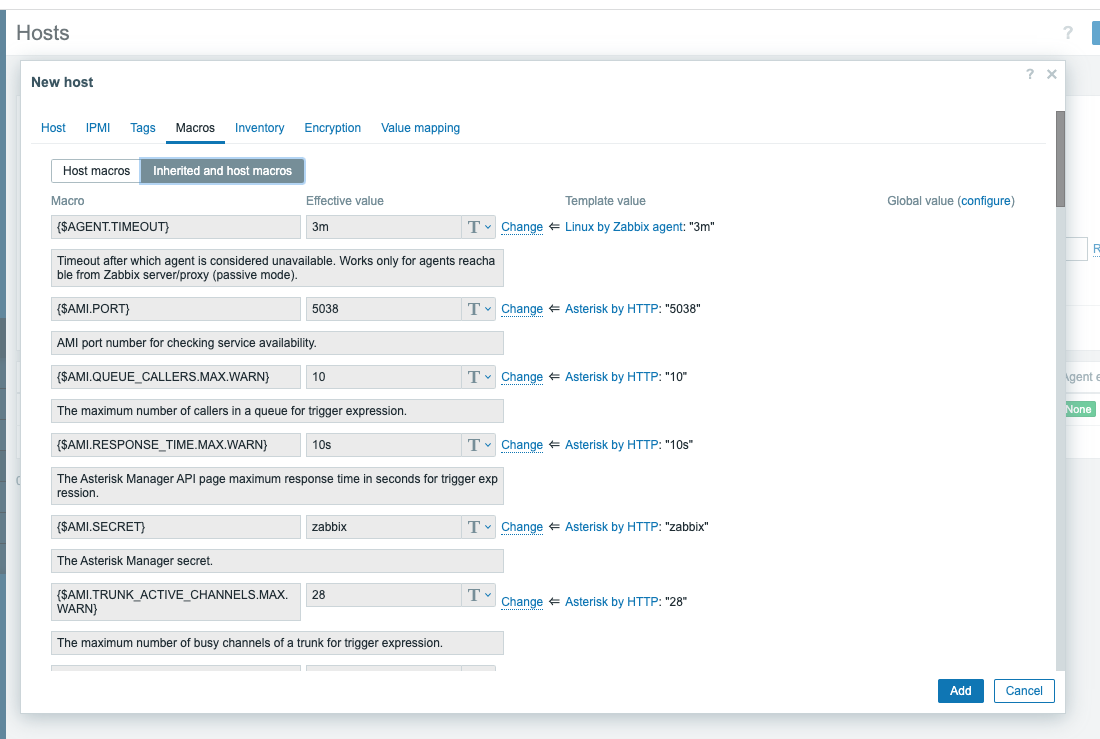 Hosts
?
New host
?
Host IPMI Tags Macros Inventory Encryption Value mapping
Host macros Inherited and host macros
Macro Effective value Template value Global value (configure)
{$AGENT.TIMEOUT} 3m T Change ⇐ Linux by Zabbix agent: "3m"
Timeout after which agent is considered unavailable. Works only for agents reacha
ble from Zabbix server/proxy (passive mode).
{$AMI.PORT} 5038 T Change ⇐ Asterisk by HTTP: "5038"
AMI port number for checking service availability.
{$AMI.QUEUE_CALLERS.MAX.WARN} 10 T Change ⇐ Asterisk by HTTP: "10"
The maximum number of callers in a queue for trigger expression.
{$AMI.RESPONSE_TIME.MAX.WARN} 10s T Change ⇐ Asterisk by HTTP: "10s"
The Asterisk Manager API page maximum response time in seconds for trigger exp
ression.
{$AMI.SECRET} zabbix T Change ⇐ Asterisk by HTTP: "zabbix"
The Asterisk Manager secret.
{$AMI.TRUNK_ACTIVE_CHANNELS.MAX.
WARN} 28 T Change ⇐ Asterisk by HTTP: "28"
The maximum number of busy channels of a trunk for trigger expression.
Add Cancel
Agent e
None